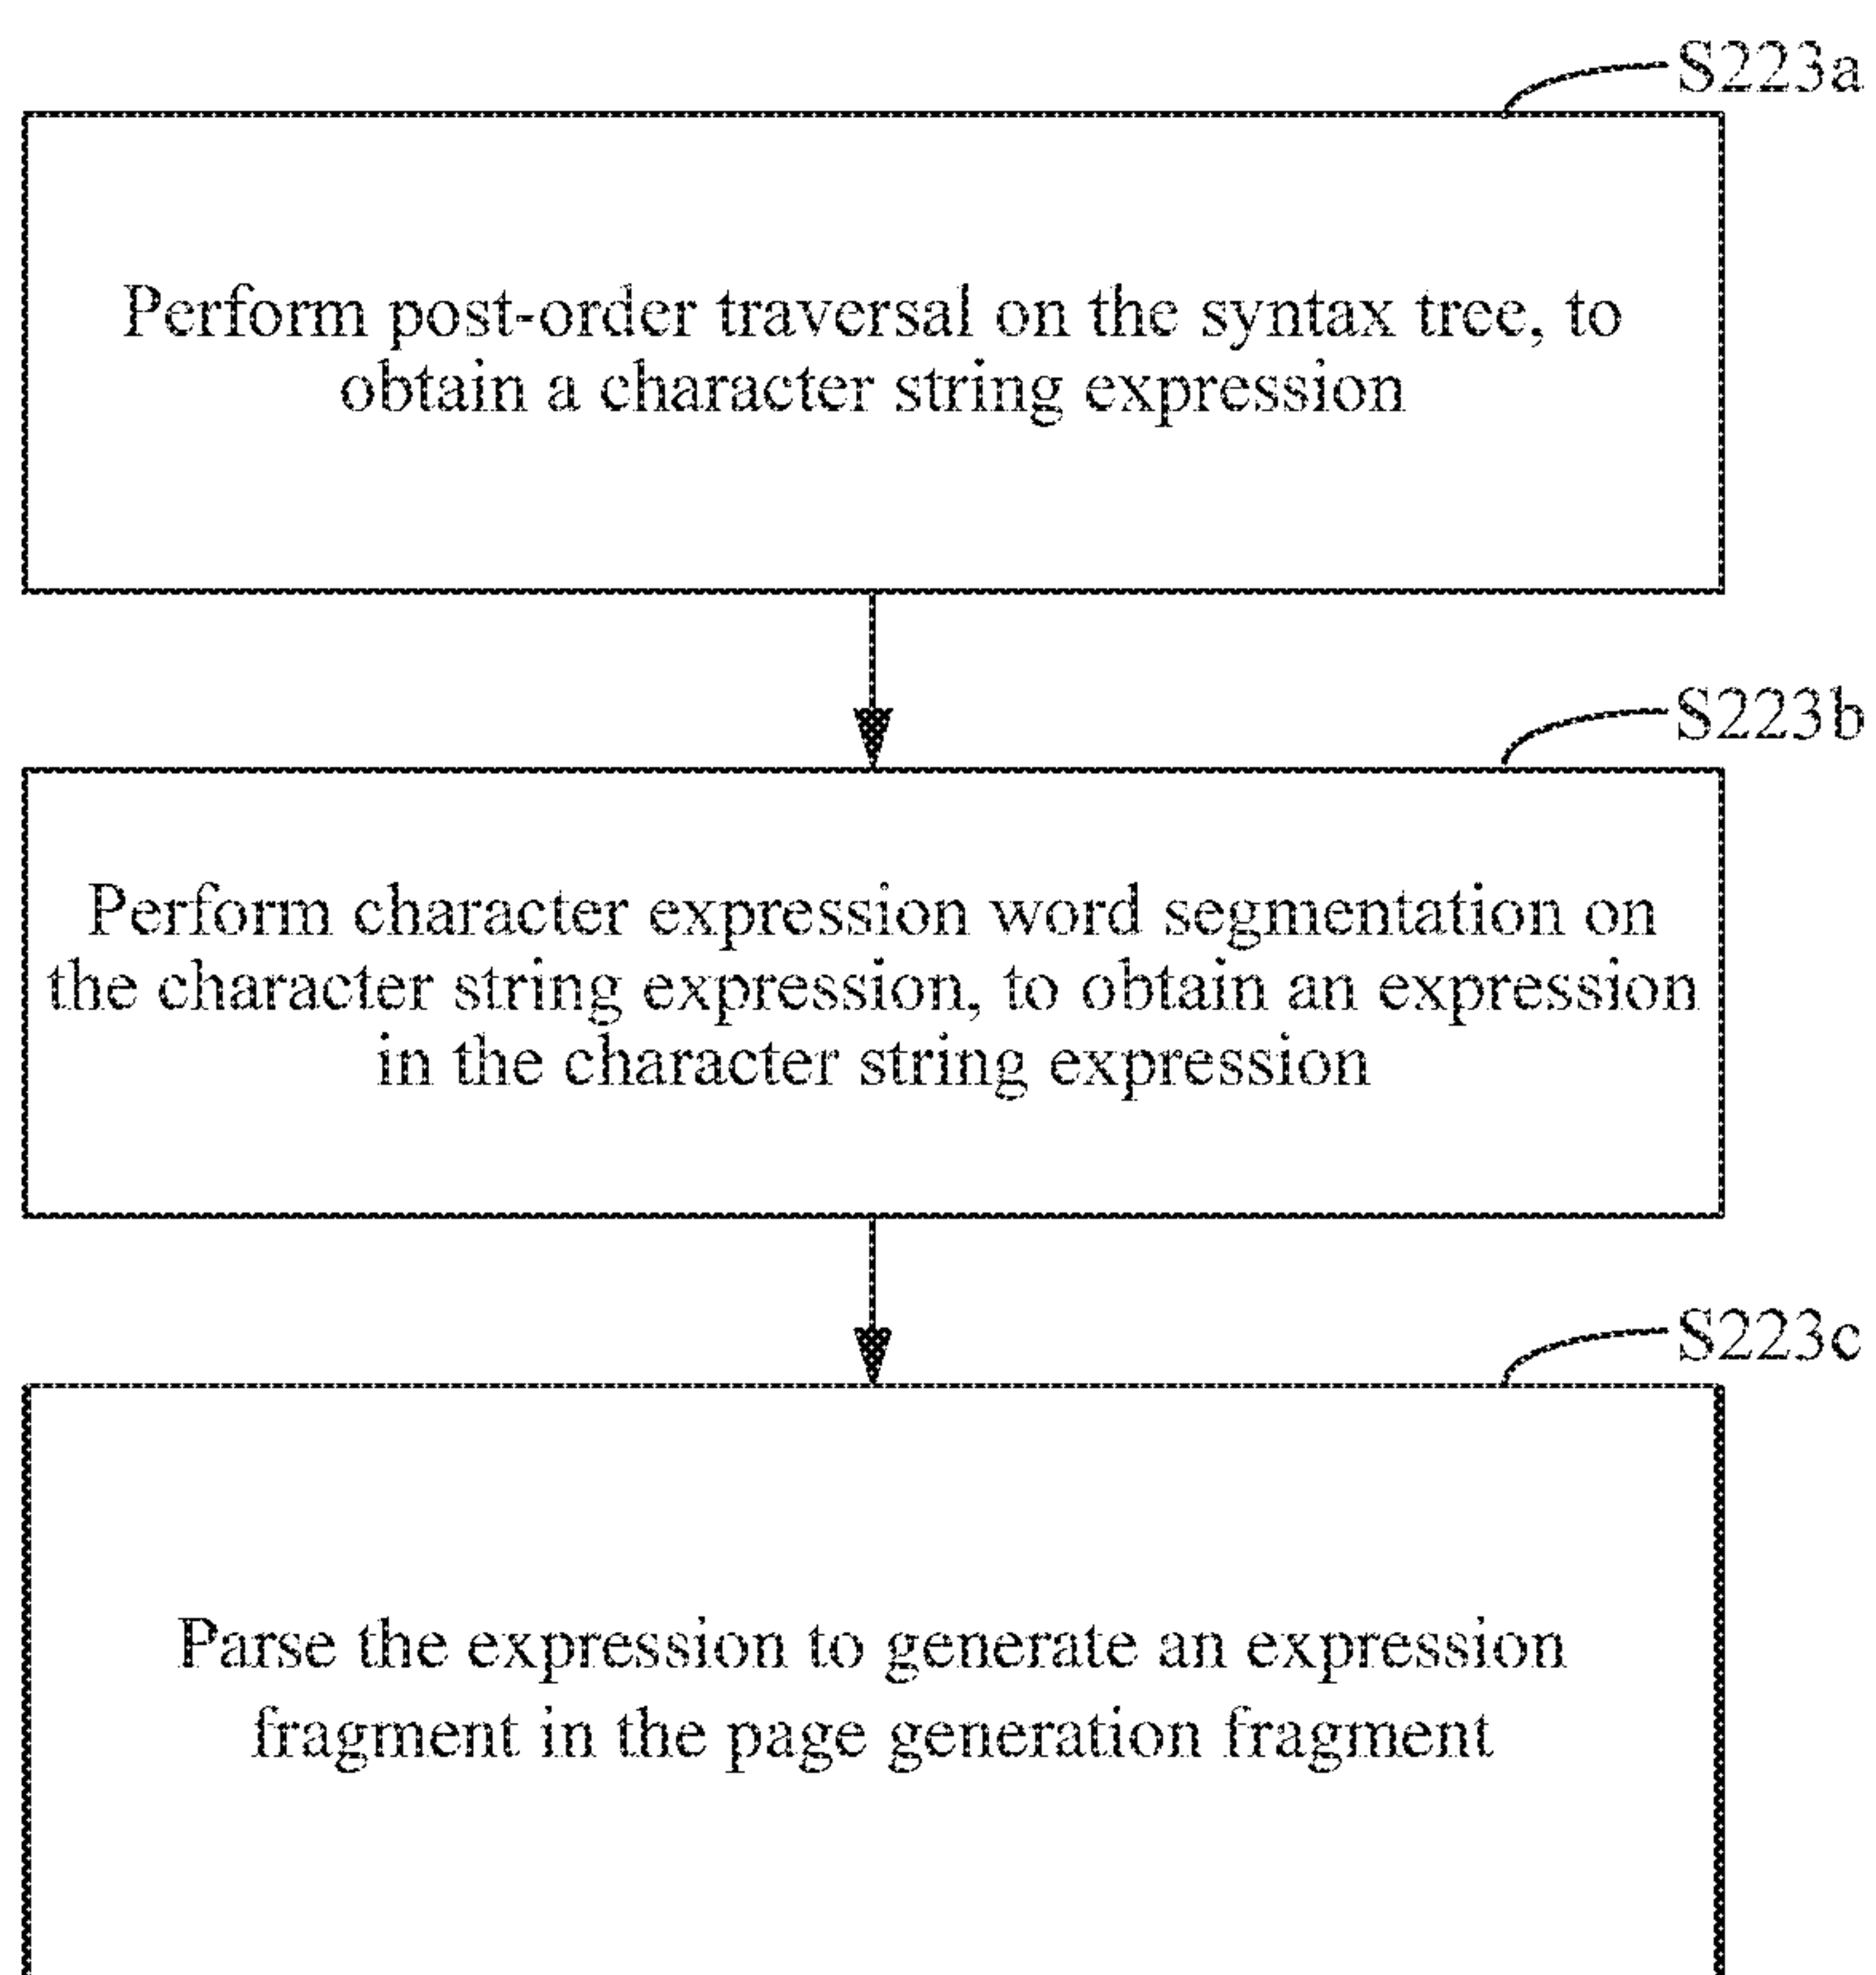 S223a
Perform post-order traversal on the syntax tree, to
obtain a character string expression
S223b
Perform character expression word segmentation on
the character string expression, to obtain an expression
in the character string expression
S223c
Parse the expression to generate an expression
fragment in the page generation fragment